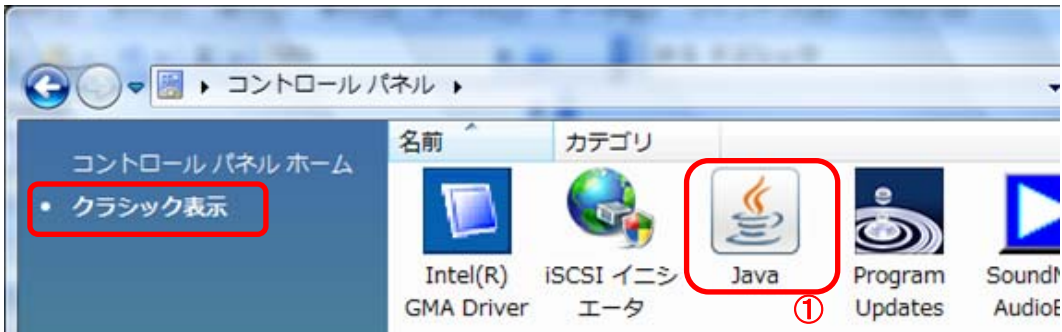 コントロール パネル
名前 カテゴリ
コントロール パネル ホーム
クラシック表示
Intel(R)
GMA Driver
iSCSI イニシ
エータ
Java
①
Program
Updates